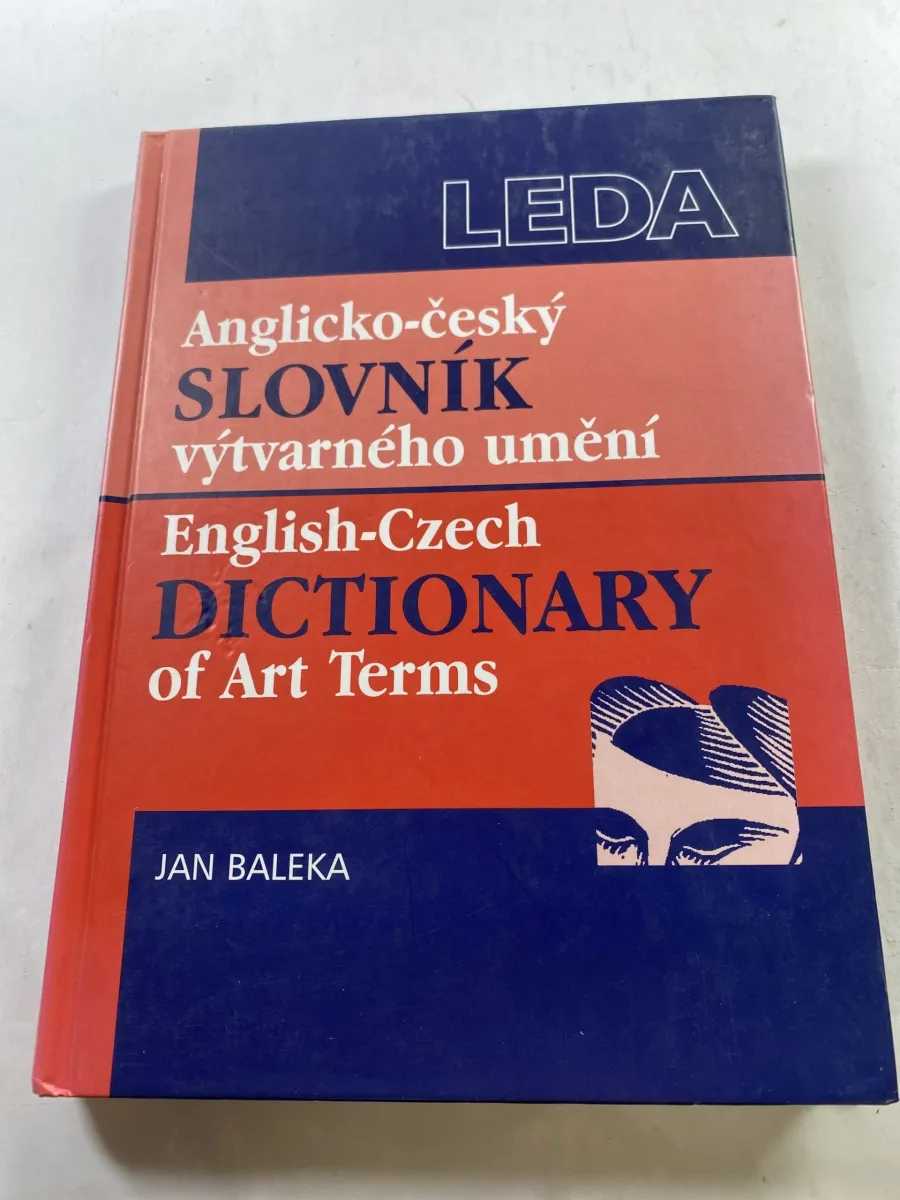 LEDA
Anglicko-český
SLOVNÍK
výtvarného umění
English-Czech
DICTIONARY
of Art Terms
JAN BALEKA